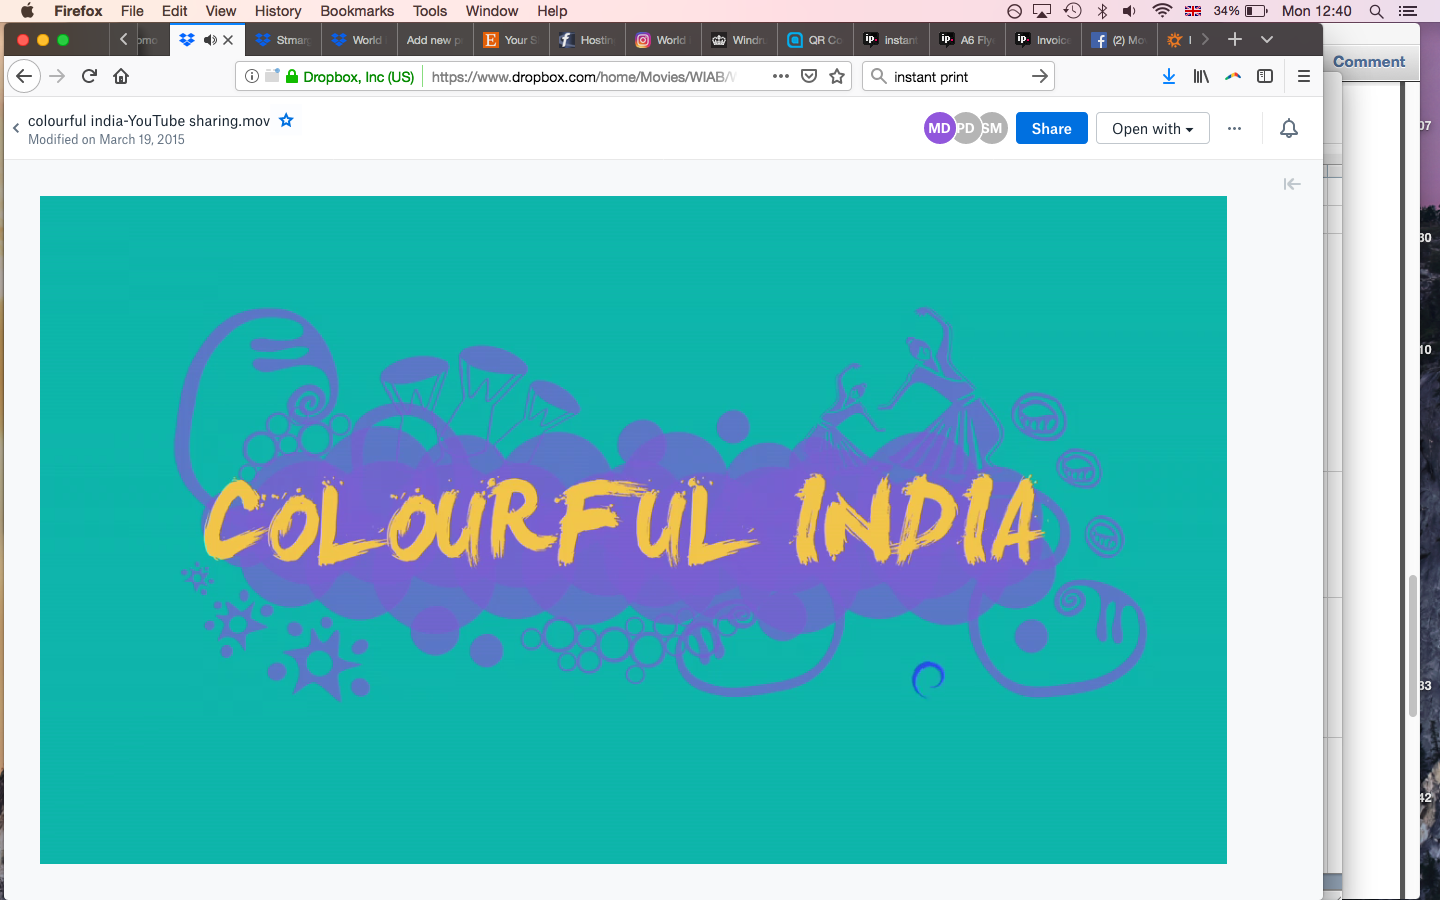 Firefox File Edit View History Bookmarks Tools Window Help 34% Mon 12:40
Stmar World Add new p Your S Hostin World Windr QR Co instant A6 Fly Invoice (2) Mo
Dropbox, Inc (US) https://www.dropbox.com/home/Movies/WIAB/ instant print
Comment
colourful india-YouTube sharing.mov
Modified on March 19, 2015
MD PD SM Share Open with
COLOURFUL INDIA
07
30
10
33
42